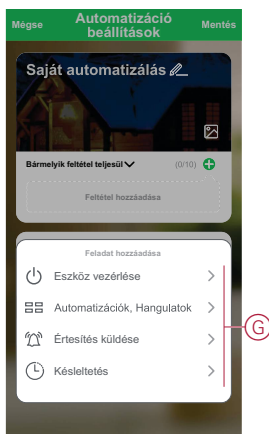 Mégse
Automatizáció
beállítások
Mentés
Saját automatizálás
Bármelyik feltétel teljesül
(0/10)
Feltétel hozzáadása
Feladat hozzáadása
Eszköz vezérlése
Automatizációk, Hangulatok
Értesítés küldése
Késleltetés
G